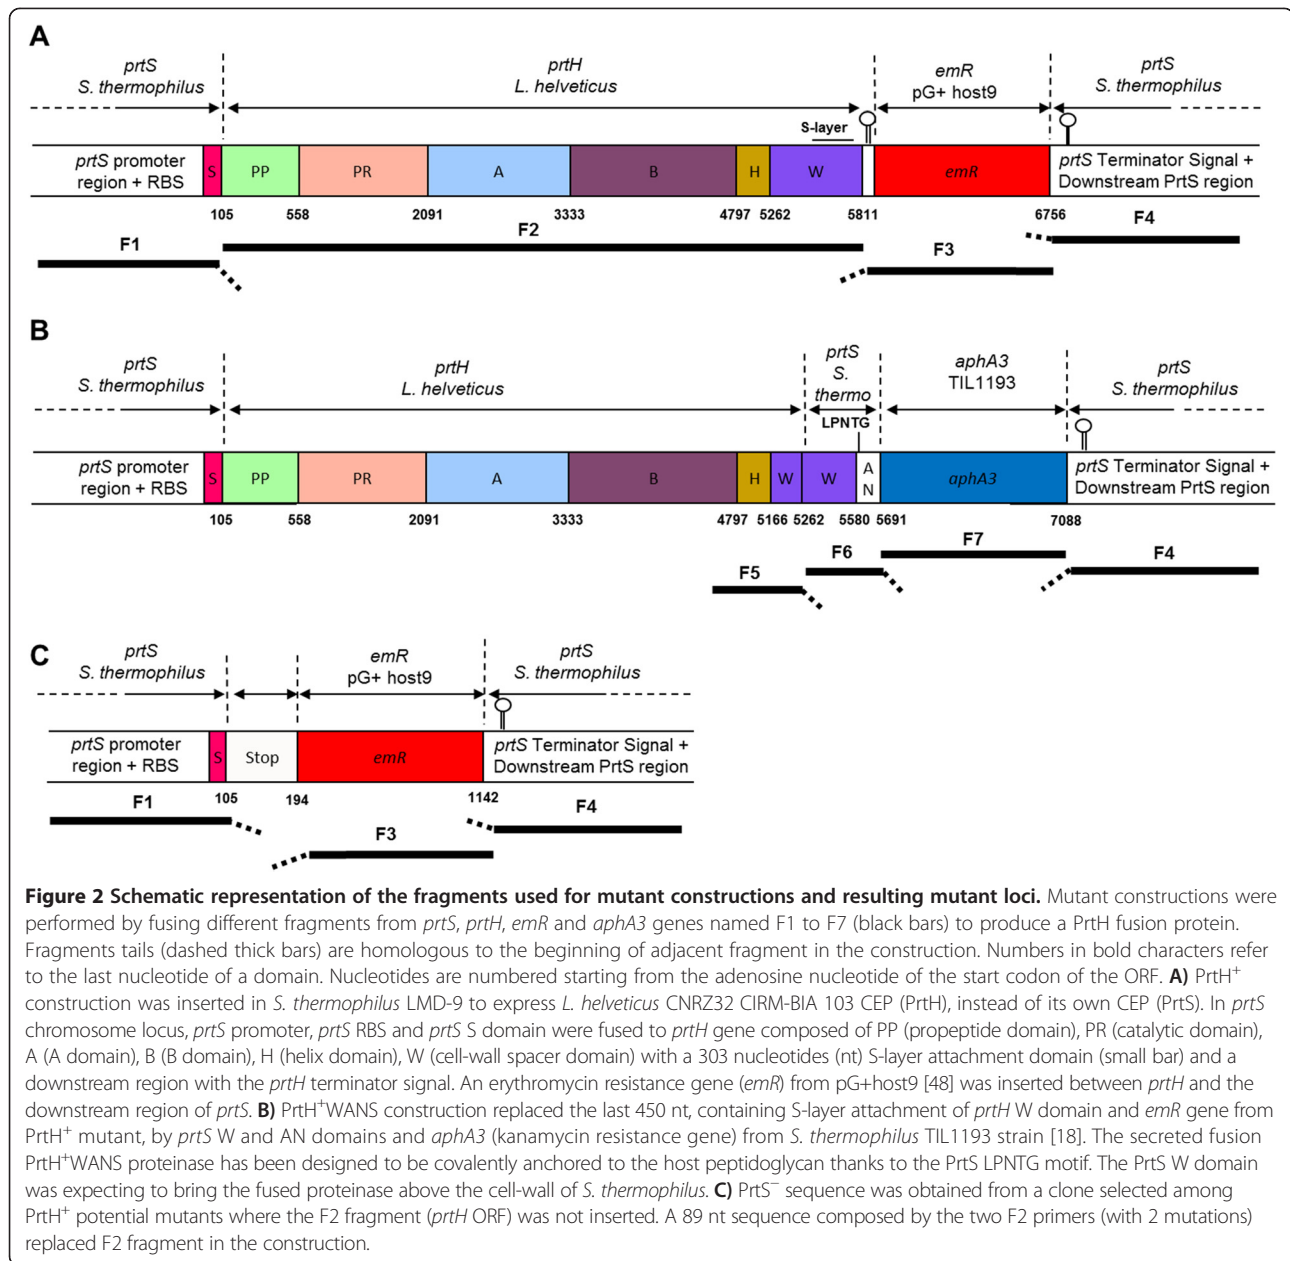 A
prtS
S. thermophilus
prtH
L. helveticus
emR
pG+ host9
prtS
S. thermophilus
S-layer
prtS promoter
region + RBS
S
PP
PR
A
B
H
W
emR
prtS Terminator Signal +
Downstream PrtS region
105
558
2091
3333
4797
5262
5811
6756
F1
F2
F3
F4
B
prtS
S. thermophilus
prtH
L. helveticus
prtS
S.
thermo
aphA3
TIL1193
prtS
S. thermophilus
LPNTG
prtS promoter
region + RBS
S
PP
PR
A
B
H
W
W
A
N
aphA3
prtS Terminator Signal +
Downstream PrtS region
105
558
2091
3333
4797
5166
5262
5580
5691
7088
F5
F6
F7
F4
C
prtS
S. thermophilus
emR
pG+ host9
prtS
S. thermophilus
prtS promoter
region + RBS
S
Stop
emR
prtS Terminator Signal +
Downstream PrtS region
F1
105
194
1142
F3
F4
Figure 2 Schematic representation of the fragments used for mutant constructions and resulting mutant loci. Mutant constructions were
performed by fusing different fragments from prtS, prtH, emR and aphA3 genes named F1 to F7 (black bars) to produce a PrtH fusion protein.
Fragments tails (dashed thick bars) are homologous to the beginning of adjacent fragment in the construction. Numbers in bold characters refer
to the last nucleotide of a domain. Nucleotides are numbered starting from the adenosine nucleotide of the start codon of the ORF. A) PrtH⁺
construction was inserted in S. thermophilus LMD-9 to express L. helveticus CNRZ32 CIRM-BIA 103 CEP (PrtH), instead of its own CEP (PrtS). In prtS
chromosome locus, prtS promoter, prtS RBS and prtS S domain were fused to prtH gene composed of PP (propeptide domain), PR (catalytic domain),
A (A domain), B (B domain), H (helix domain), W (cell-wall spacer domain) with a 303 nucleotides (nt) S-layer attachment domain (small bar) and a
downstream region with the prtH terminator signal. An erythromycin resistance gene (emR) from pG+host9 [48] was inserted between prtH and the
downstream region of prtS. B) PrtH⁺WANS construction replaced the last 450 nt, containing S-layer attachment of prtH W domain and emR gene from
PrtH⁺ mutant, by prtS W and AN domains and aphA3 (kanamycin resistance gene) from S. thermophilus TIL1193 strain [18]. The secreted fusion
PrtH⁺WANS proteinase has been designed to be covalently anchored to the host peptidoglycan thanks to the PrtS LPNTG motif. The PrtS W domain
was expecting to bring the fused proteinase above the cell-wall of S. thermophilus. C) PrtS⁻ sequence was obtained from a clone selected among
PrtH⁺ potential mutants where the F2 fragment (prtH ORF) was not inserted. A 89 nt sequence composed by the two F2 primers (with 2 mutations)
replaced F2 fragment in the construction.